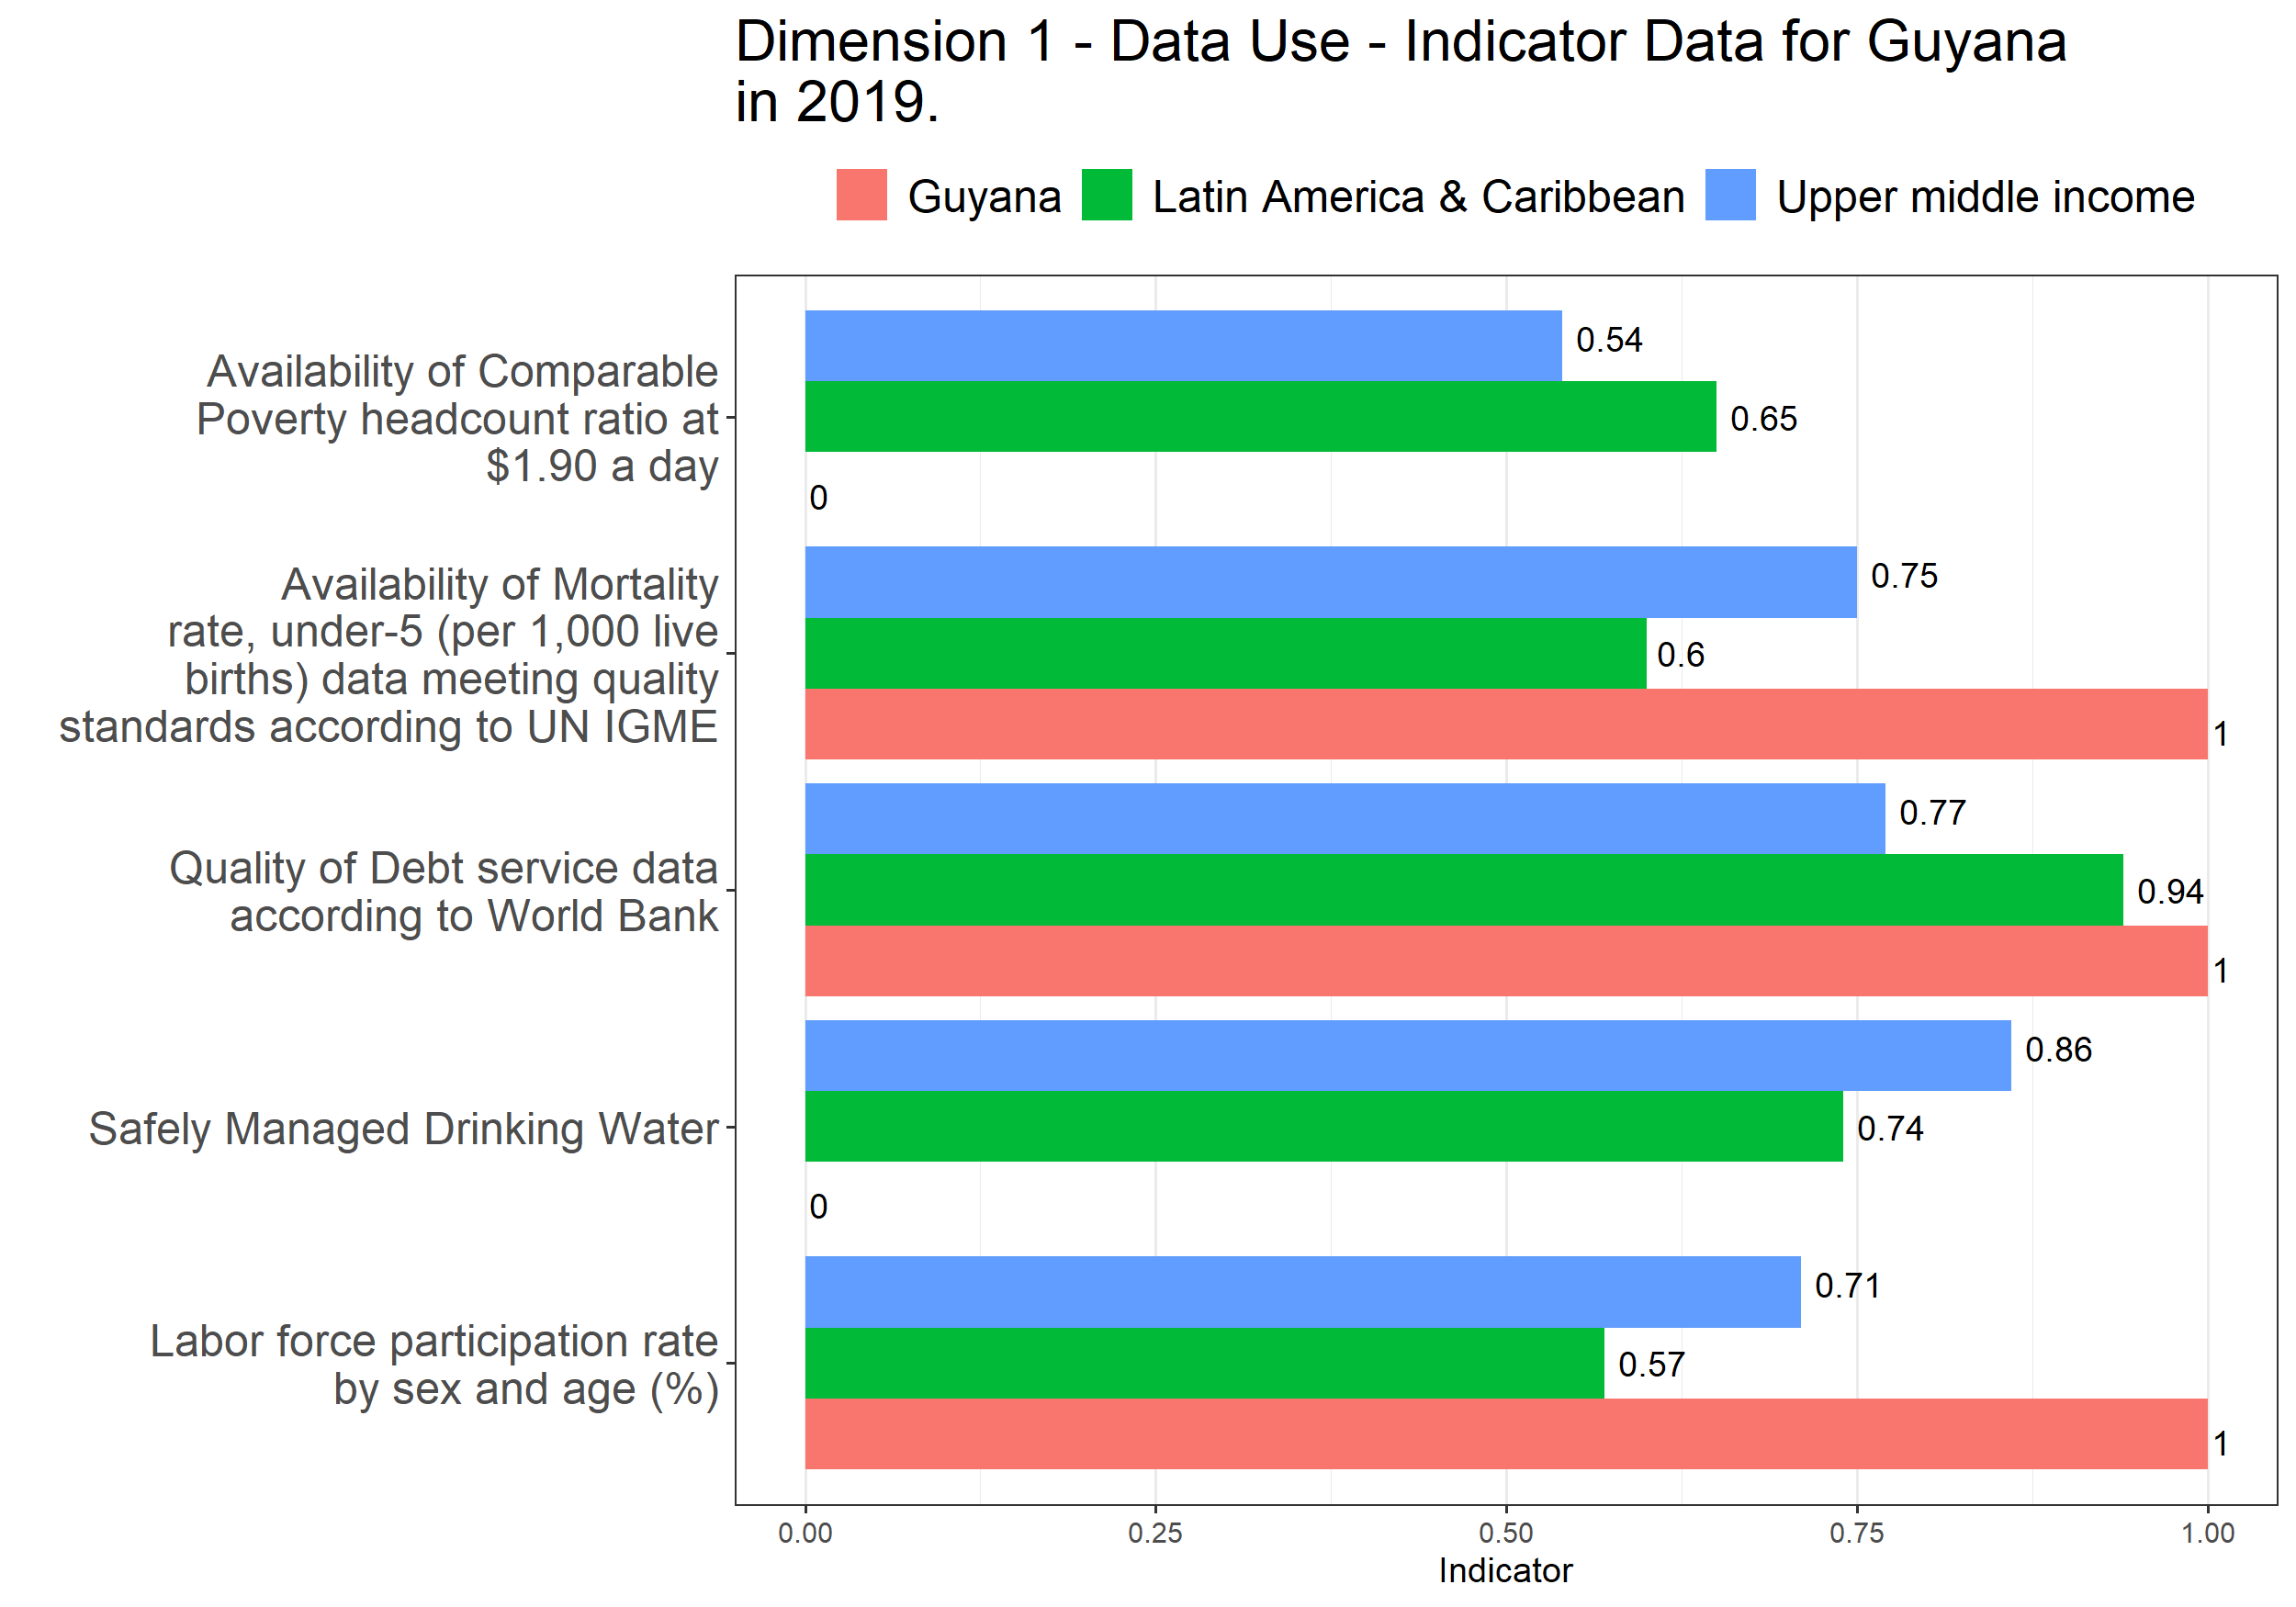 Dimension 1 - Data Use - Indicator Data for Guyana
in 2019.
Guyana
Latin America & Caribbean
Upper middle income
Availability of Comparable
Poverty headcount ratio at
$1.90 a day
0.54
0.65
0
Availability of Mortality
rate, under-5 (per 1,000 live
births) data meeting quality
standards according to UN IGME
0.75
0.6
1
Quality of Debt service data
according to World Bank
0.77
0.94
1
Safely Managed Drinking Water
0.86
0.74
0
Labor force participation rate
by sex and age (%)
0.71
0.57
1
0.00
0.25
0.50
0.75
1.00
Indicator